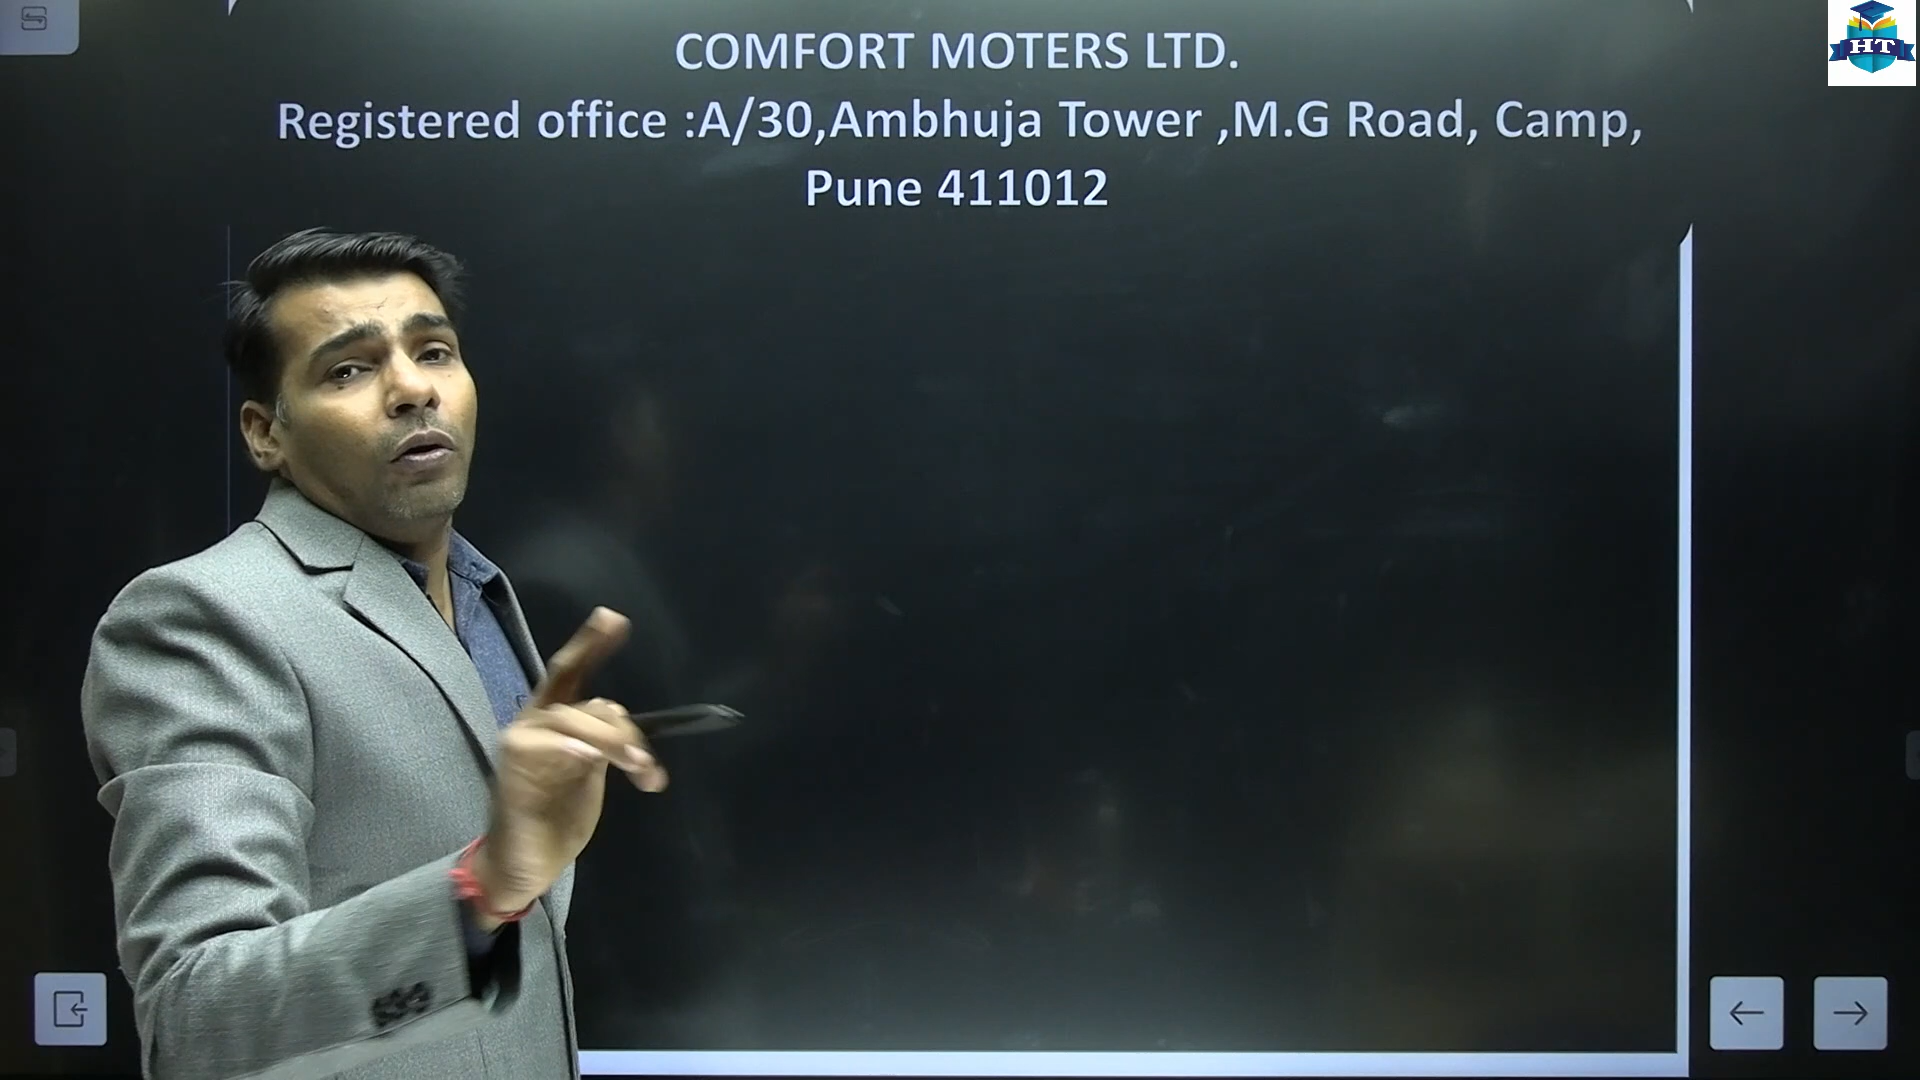 COMFORT MOTERS LTD.
Registered office :A/30,Ambhuja Tower ,M.G Road, Camp,
Pune 411012
HT